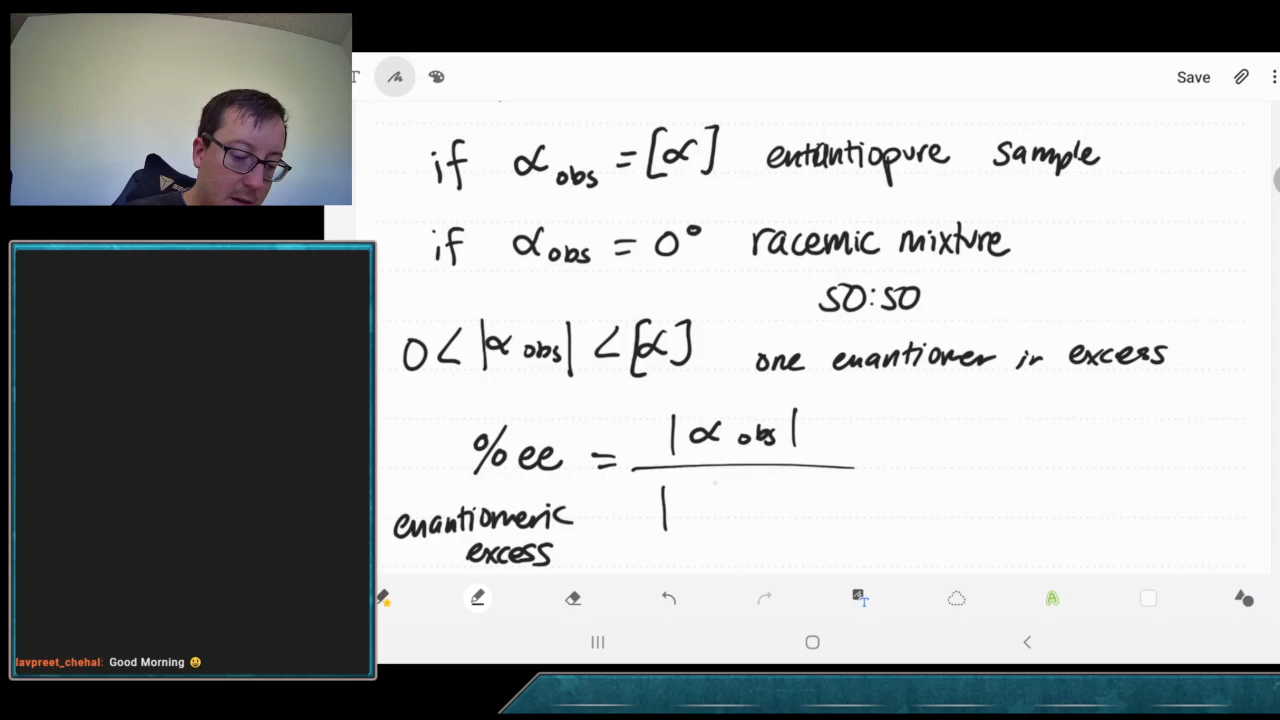 T
Save
if α obs = [α] entantiopure sample
if α obs = 0° racemic mixture
50:50
0 < |α obs| < [α] one enantiomer in excess
% ee = |α obs|
|
enantiomeric
excess
A
T
lavpreet_chehal: Good Morning 😃